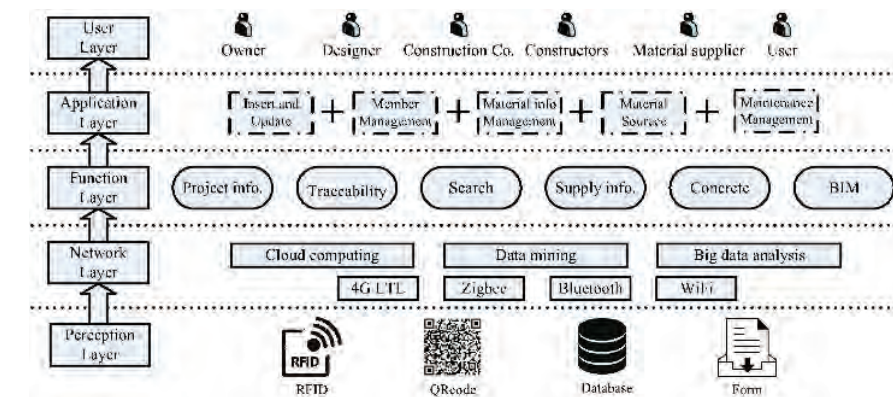 User
Layer
Owner
Designer
Construction Co.
Constructors
Material supplier
User
Application
Layer
Insert and
Update
+
Member
Management
+
Material info
Management
+
Material
Source
+
Maintenance
Management
Function
Layer
Project info.
Traceability
Search
Supply info.
Concrete
BIM
Network
Layer
Cloud computing
Data mining
Big data analysis
4G LTE
Zigbee
Bluetooth
WiFi
Perception
Layer
RFID
RFID
QRcode
Database
Form